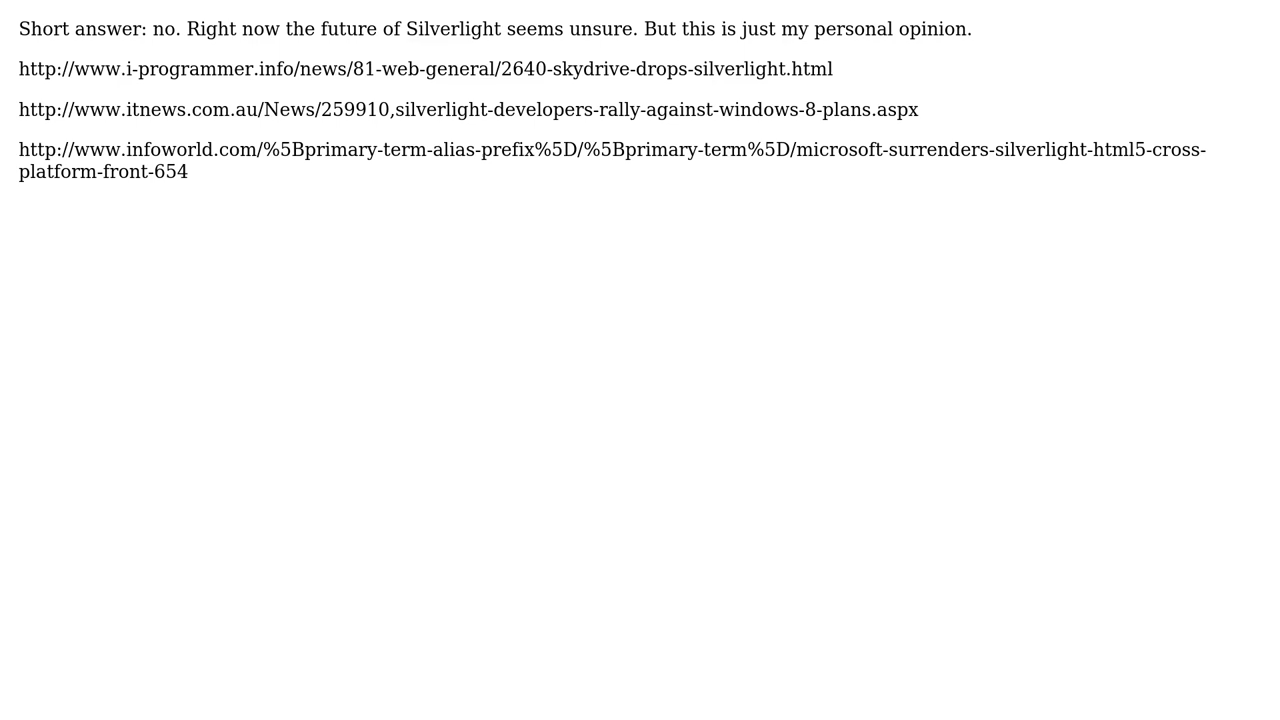 Short answer: no. Right now the future of Silverlight seems unsure. But this is just my personal opinion.
http://www.i-programmer.info/news/81-web-general/2640-skydrive-drops-silverlight.html
http://www.itnews.com.au/News/259910,silverlight-developers-rally-against-windows-8-plans.aspx
http://www.infoworld.com/%5Bprimary-term-alias-prefix%5D/%5Bprimary-term%5D/microsoft-surrenders-silverlight-html5-cross-
platform-front-654